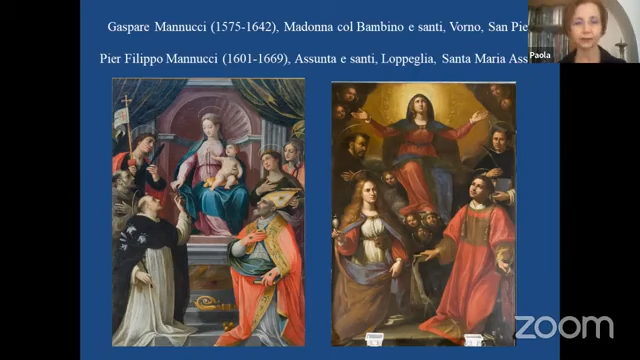 Gaspare Mannucci (1575-1642), Madonna col Bambino e santi, Vorno, San Pie
Pier Filippo Mannucci (1601-1669), Assunta e santi, Loppeglia, Santa Maria Ass
Paola
zoom